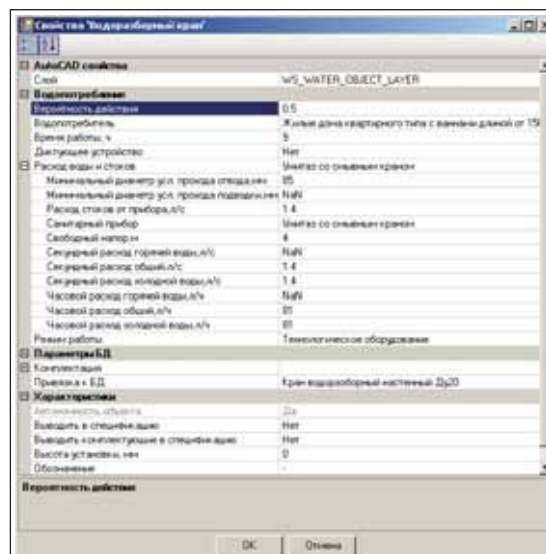 Свойства 'Водоразборный кран'
AutoCAD свойства
Слой WS_WATER_OBJECT_LAYER
Водопотребление
Вероятность действия 0.5
Водопотребитель Жилые дома квартирного типа с ваннами длиной от 150
Время работы, ч 9
Диктующее устройство Нет
Расход воды и стоков Унитаз со смывным краном
Минимальный диаметр усл. прохода отвода,мм 85
Минимальный диаметр усл. прохода подводки,мм NaN
Расход стоков от прибора,л/с 1.4
Санитарный прибор Унитаз со смывным краном
Свободный напор,м 4
Секундный расход горячей воды,л/с NaN
Секундный расход общий,л/с 1.4
Секундный расход холодной воды,л/с 1.4
Часовой расход горячей воды,л/ч NaN
Часовой расход общий,л/ч 81
Часовой расход холодной воды,л/ч 81
Режим работы Технологическое оборудование
Параметры БД
Комплектация
Привязка к БД Кран водоразборный настенный Ду20
Характеристики
Автономность объекта Да
Выводить в спецификацию Нет
Выводить комплектующие в спецификацию Нет
Высота установки, мм 0
Обозначение -
Вероятность действия
OK Отмена